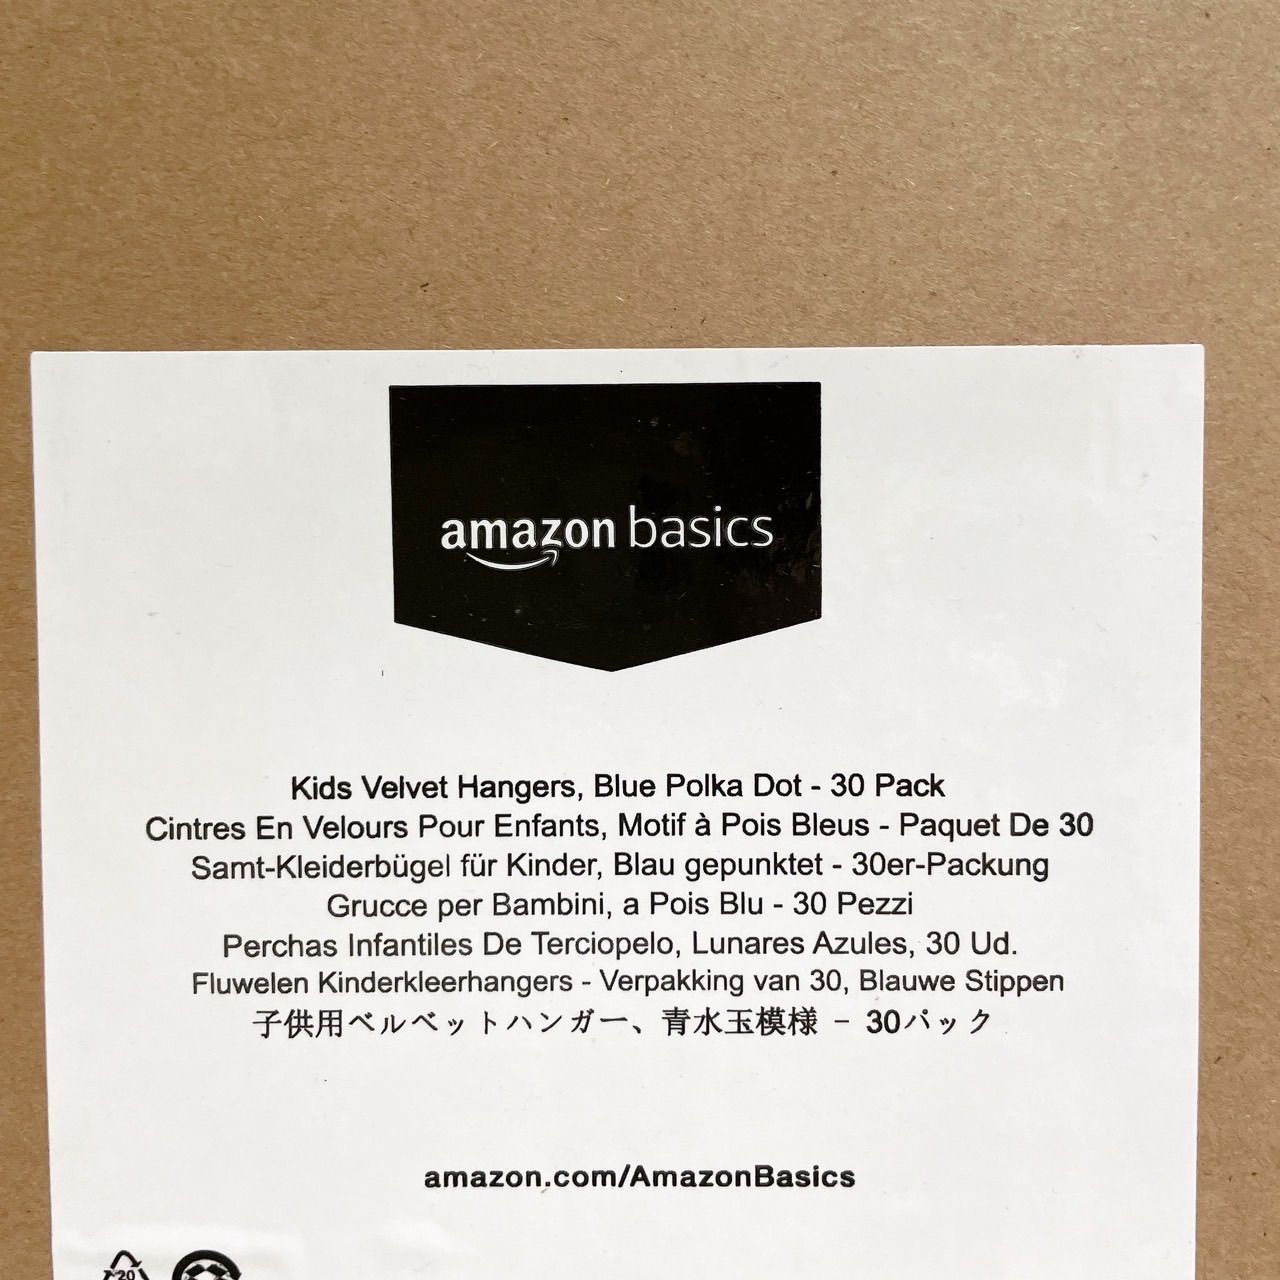 amazon basics
Kids Velvet Hangers, Blue Polka Dot - 30 Pack
Cintres En Velours Pour Enfants, Motif à Pois Bleus - Paquet De 30
Samt-Kleiderbügel für Kinder, Blau gepunktet - 30er-Packung
Grucce per Bambini, a Pois Blu - 30 Pezzi
Perchas Infantiles De Terciopelo, Lunares Azules, 30 Ud.
Fluwelen Kinderkleerhangers - Verpakking van 30, Blauwe Stippen
子供用ベルベットハンガー、青水玉模様 － 30パック
amazon.com/AmazonBasics
20